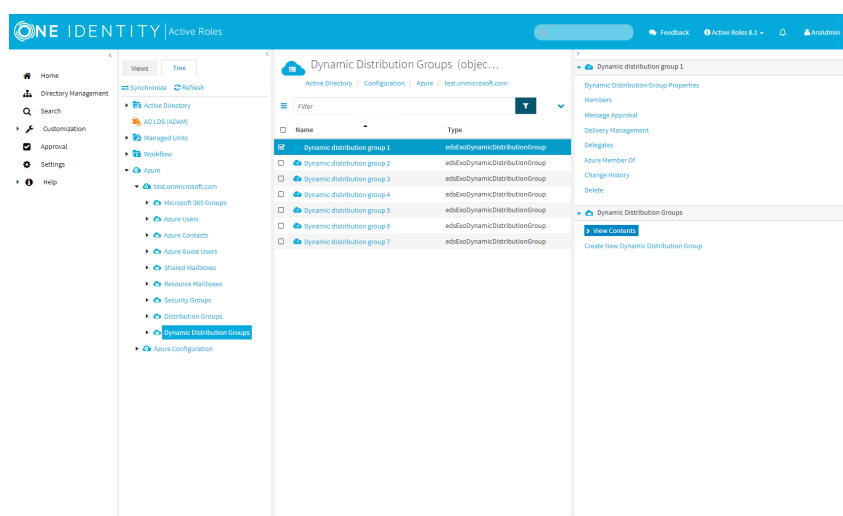 ONE IDENTITY Active Roles
Feedback
Active Roles 8.1
ArsAdmin
Home
Directory Management
Search
Customization
Approval
Settings
Help
Views Tree
Synchronize Refresh
Active Directory
AD LDS (ADAM)
Managed Units
Workflow
Azure
test.onmicrosoft.com
Microsoft 365 Groups
Azure Users
Azure Contacts
Azure Guest Users
Shared Mailboxes
Resource Mailboxes
Security Groups
Distribution Groups
Dynamic Distribution Groups
Azure Configuration
Dynamic Distribution Groups (objec...
Active Directory / Configuration / Azure / test.onmicrosoft.com
Filter
Name Type
Dynamic distribution group 1 edsExoDynamicDistributionGroup
Dynamic distribution group 2 edsExoDynamicDistributionGroup
Dynamic distribution group 3 edsExoDynamicDistributionGroup
Dynamic distribution group 4 edsExoDynamicDistributionGroup
Dynamic distribution group 5 edsExoDynamicDistributionGroup
Dynamic distribution group 6 edsExoDynamicDistributionGroup
Dynamic distribution group 7 edsExoDynamicDistributionGroup
Dynamic distribution group 1
Dynamic Distribution Group Properties
Members
Message Approval
Delivery Management
Delegates
Azure Member Of
Change History
Delete
Dynamic Distribution Groups
View Contents
Create New Dynamic Distribution Group